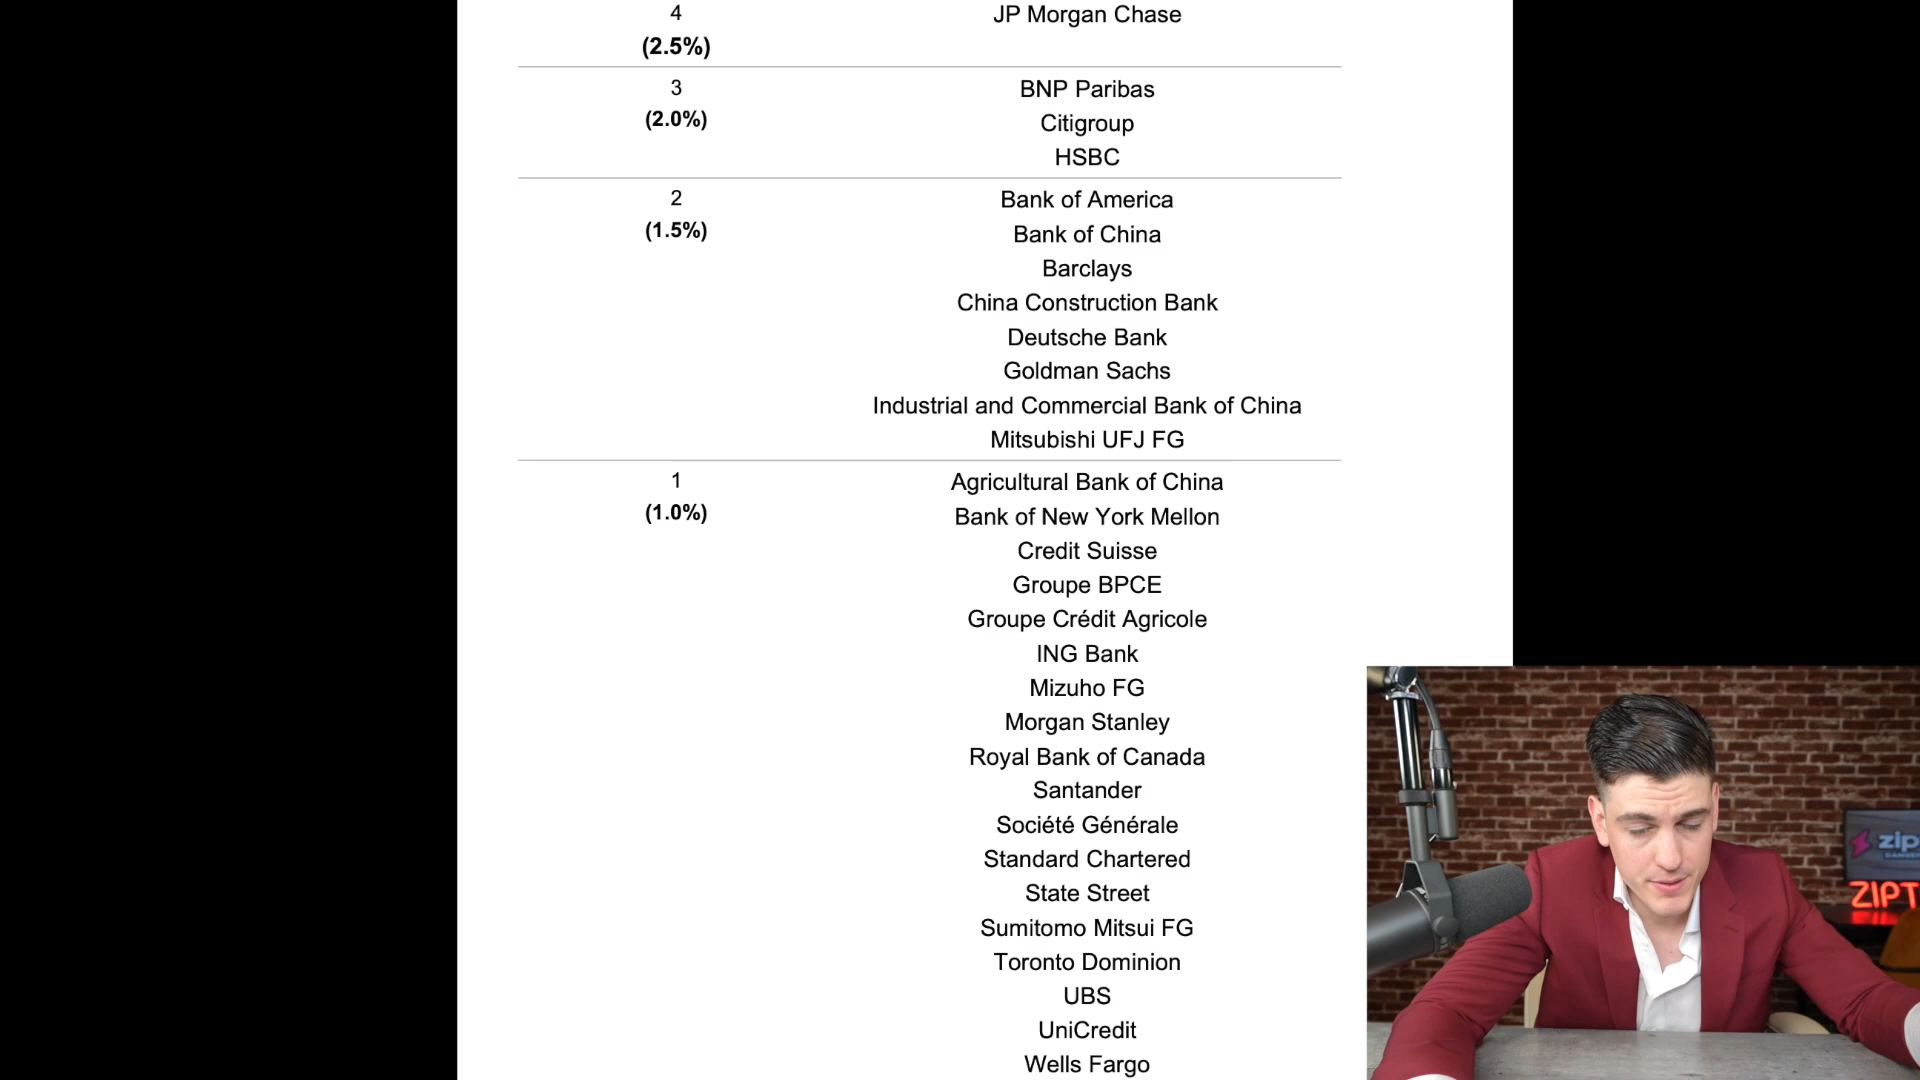 4
JP Morgan Chase
(2.5%)
3
BNP Paribas
(2.0%)
Citigroup
HSBC
2
Bank of America
(1.5%)
Bank of China
Barclays
China Construction Bank
Deutsche Bank
Goldman Sachs
Industrial and Commercial Bank of China
Mitsubishi UFJ FG
1
Agricultural Bank of China
(1.0%)
Bank of New York Mellon
Credit Suisse
Groupe BPCE
Groupe Crédit Agricole
ING Bank
Mizuho FG
Morgan Stanley
Royal Bank of Canada
Santander
Société Générale
Standard Chartered
State Street
Sumitomo Mitsui FG
Toronto Dominion
UBS
UniCredit
Wells Fargo
zip
ZIPT